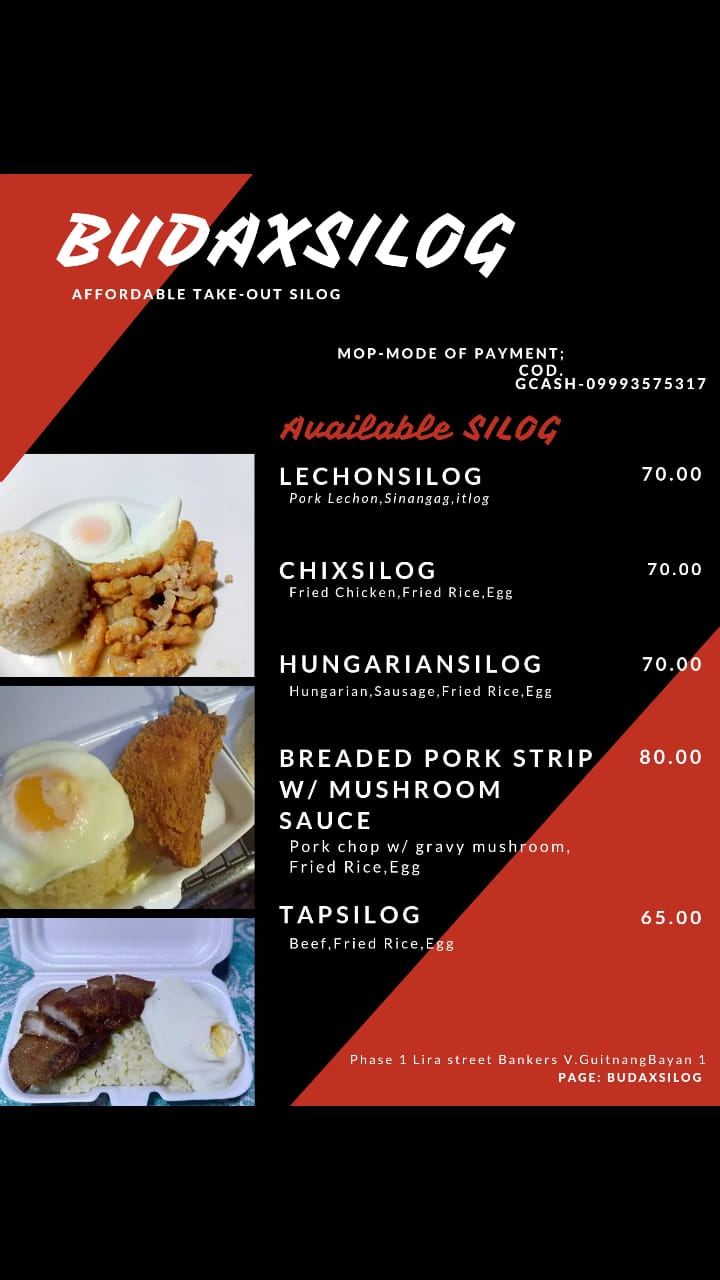 BUDAXSILOG
AFFORDABLE TAKE-OUT SILOG
MOP-MODE OF PAYMENT;
COD.
GCASH-09993575317
Available SILOG
LECHONSILOG 70.00
Pork Lechon,Sinangag,itlog
CHIXSILOG 70.00
Fried Chicken,Fried Rice,Egg
HUNGARIANSILOG 70.00
Hungarian,Sausage,Fried Rice,Egg
BREADED PORK STRIP 80.00
W/ MUSHROOM
SAUCE
Pork chop w/ gravy mushroom,
Fried Rice,Egg
TAPSILOG 65.00
Beef,Fried Rice,Egg
Phase 1 Lira street Bankers V.GuitnangBayan 1
PAGE: BUDAXSILOG